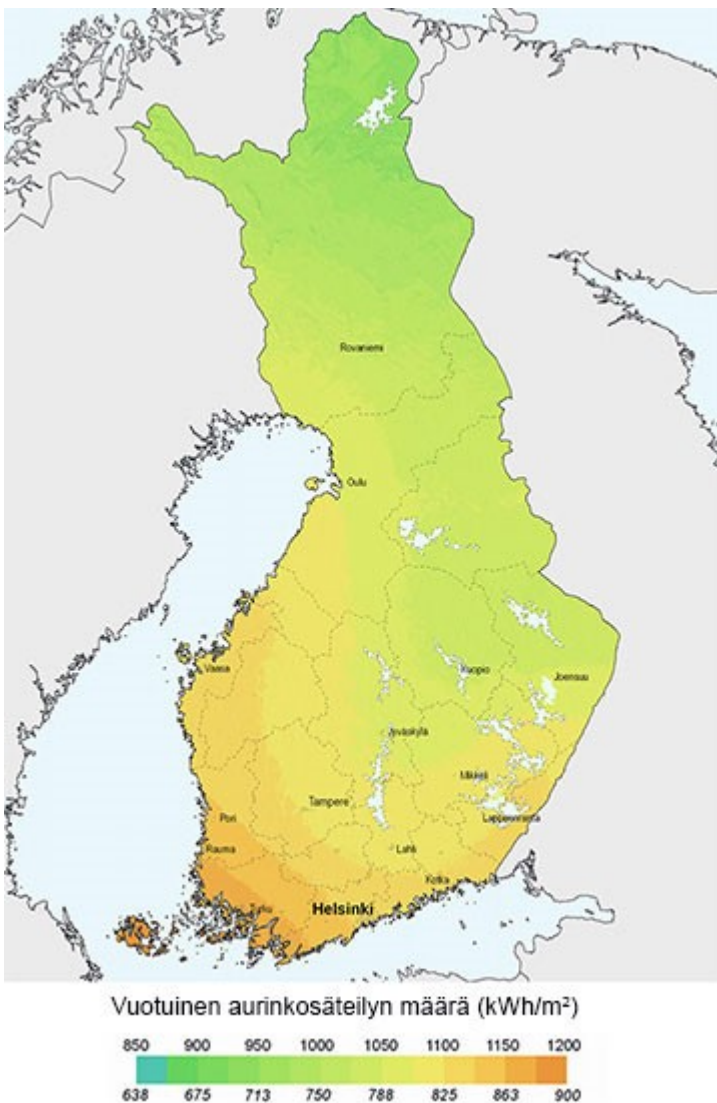 Rovaniemi
Oulu
Vaasa
Kuopio
Joensuu
Jyväskylä
Mikkeli
Tampere
Pori
Lappeenranta
Rauma
Lahti
Kotka
Turku
Helsinki
Vuotuinen aurinkosäteilyn määrä (kWh/m²)
850 900 950 1000 1050 1100 1150 1200
638 675 713 750 788 825 863 900